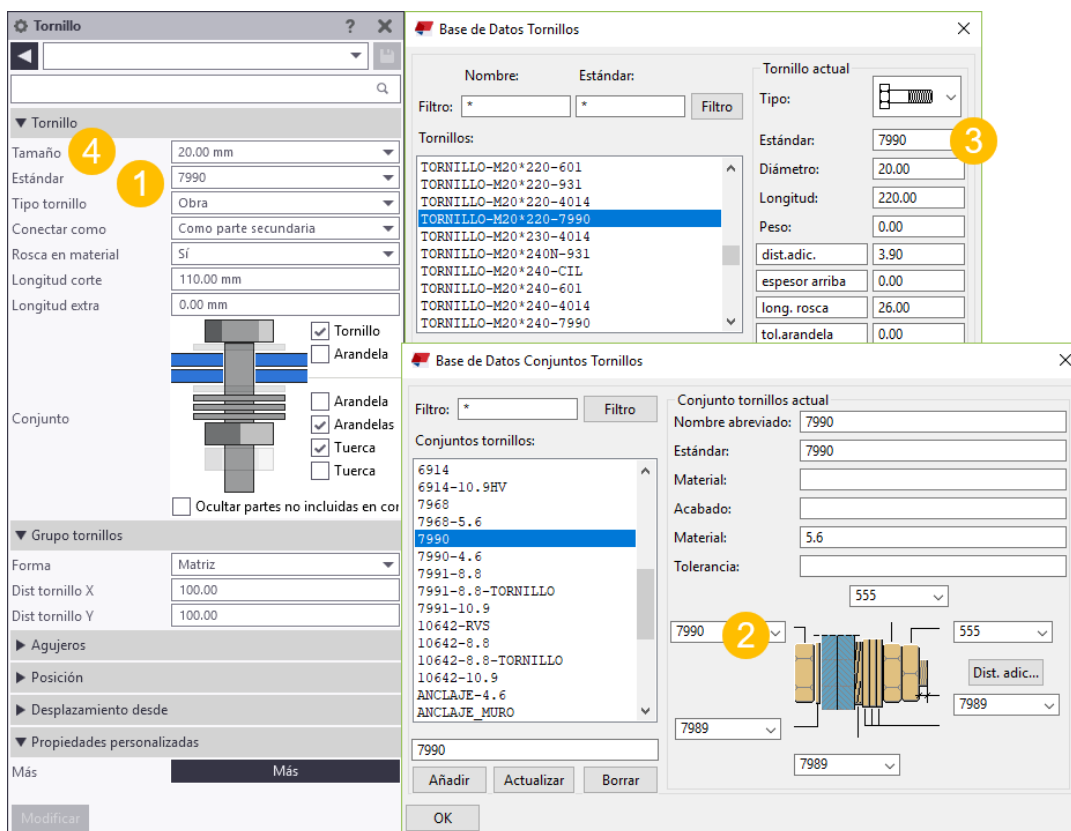 Tornillo ?
Tornillo
Tamaño 4 20.00 mm
Estándar 1 7990
Tipo tornillo Obra
Conectar como Como parte secundaria
Rosca en material Sí
Longitud corte 110.00 mm
Longitud extra 0.00 mm
Tornillo
Arandela
Conjunto
Arandela
Arandelas
Tuerca
Tuerca
Ocultar partes no incluidas en cor
Grupo tornillos
Forma Matriz
Dist tornillo X 100.00
Dist tornillo Y 100.00
Agujeros
Posición
Desplazamiento desde
Propiedades personalizadas
Más Más
Modificar
Base de Datos Tornillos
Nombre: Estándar:
Filtro: * * Filtro
Tornillos:
TORNILLO-M20*220-601
TORNILLO-M20*220-931
TORNILLO-M20*220-4014
TORNILLO-M20*220-7990
TORNILLO-M20*230-4014
TORNILLO-M20*240N-931
TORNILLO-M20*240-CIL
TORNILLO-M20*240-601
TORNILLO-M20*240-4014
TORNILLO-M20*240-7990
Tornillo actual
Tipo:
Estándar: 7990 3
Diámetro: 20.00
Longitud: 220.00
Peso: 0.00
dist.adic. 3.90
espesor arriba 0.00
long. rosca 26.00
tol.arandela 0.00
Base de Datos Conjuntos Tornillos
Filtro: * Filtro
Conjuntos tornillos:
6914
6914-10.9HV
7968
7968-5.6
7990
7990-4.6
7991-8.8
7991-8.8-TORNILLO
7991-10.9
10642-RVS
10642-8.8
10642-8.8-TORNILLO
10642-10.9
ANCLAJE-4.6
ANCLAJE_MURO
7990
Añadir Actualizar Borrar
OK
Conjunto tornillos actual
Nombre abreviado: 7990
Estándar: 7990
Material:
Acabado:
Material: 5.6
Tolerancia:
555
7990 2 555
Dist. adic...
7989
7989
7989